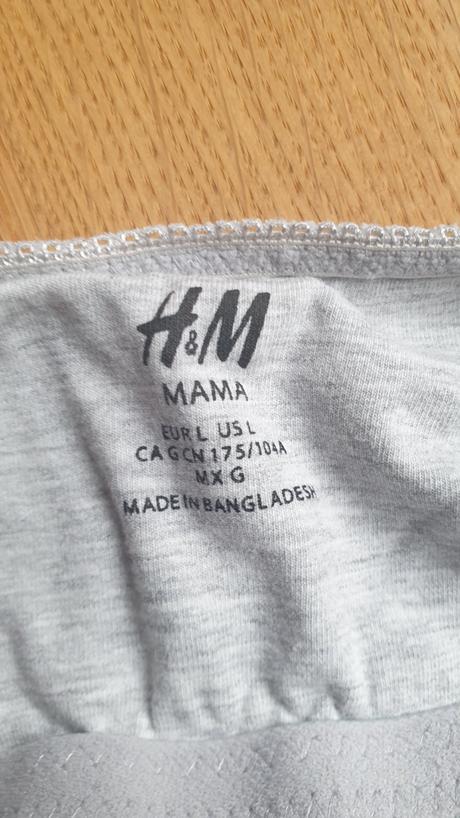 H&M
MAMA
EUR L US L
CA G CN 175/104A
MX G
MADE IN BANGLADESH